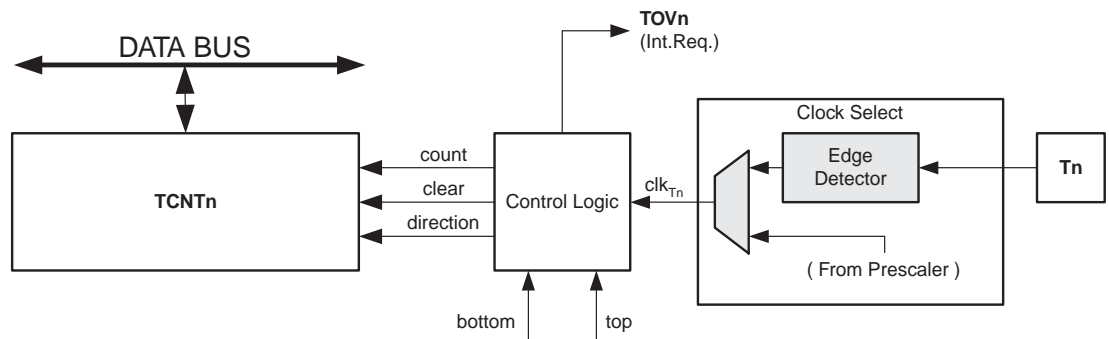 TOVn
(Int.Req.)
DATA BUS
Clock Select
count
Edge
Detector
Tn
TCNTn
clear
Control Logic
clkTn
direction
( From Prescaler )
bottom
top